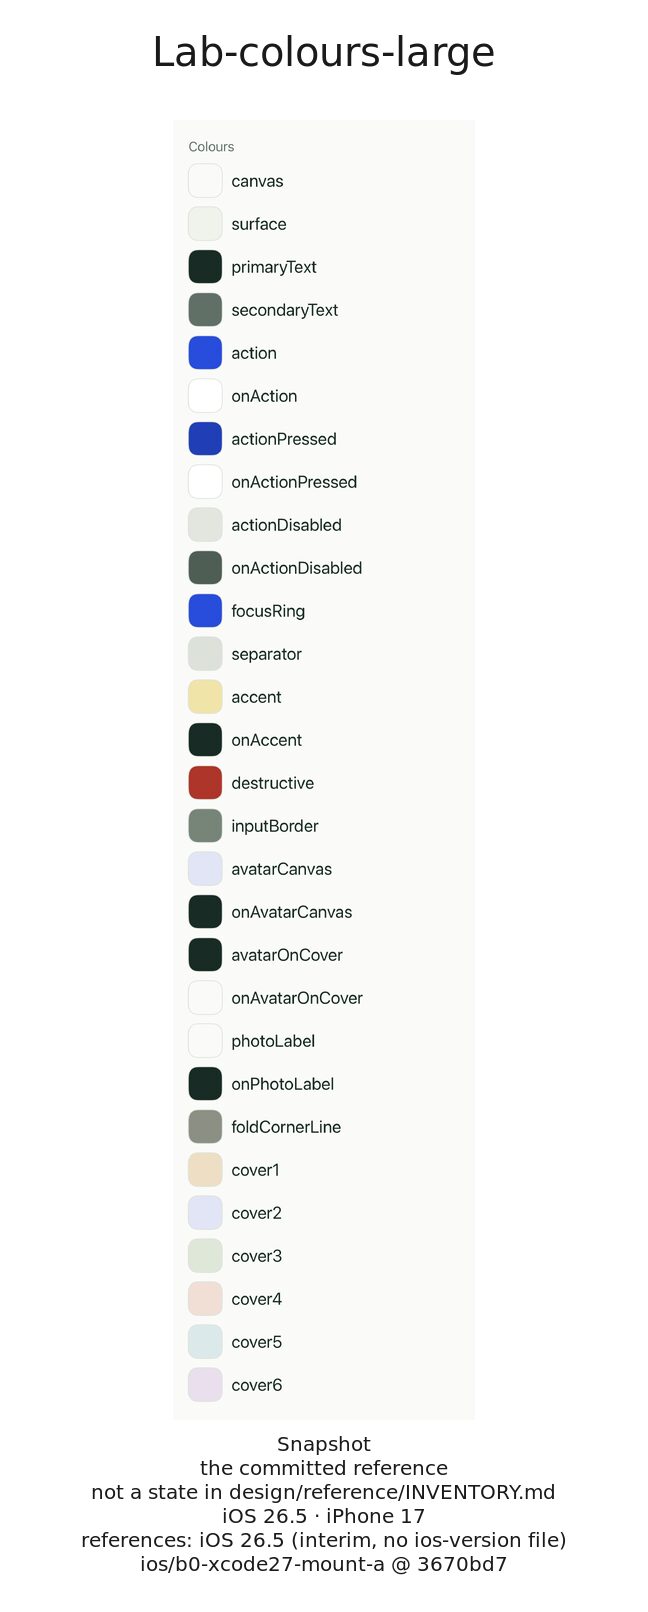 Lab-colours-large
Colours
canvas
surface
primaryText
secondaryText
action
onAction
actionPressed
onActionPressed
actionDisabled
onActionDisabled
focusRing
separator
accent
onAccent
destructive
inputBorder
avatarCanvas
onAvatarCanvas
avatarOnCover
onAvatarOnCover
photoLabel
onPhotoLabel
foldCornerLine
cover1
cover2
cover3
cover4
cover5
cover6
Snapshot
the committed reference
not a state in design/reference/INVENTORY.md
iOS 26.5 · iPhone 17
references: iOS 26.5 (interim, no ios-version file)
ios/b0-xcode27-mount-a @ 3670bd7